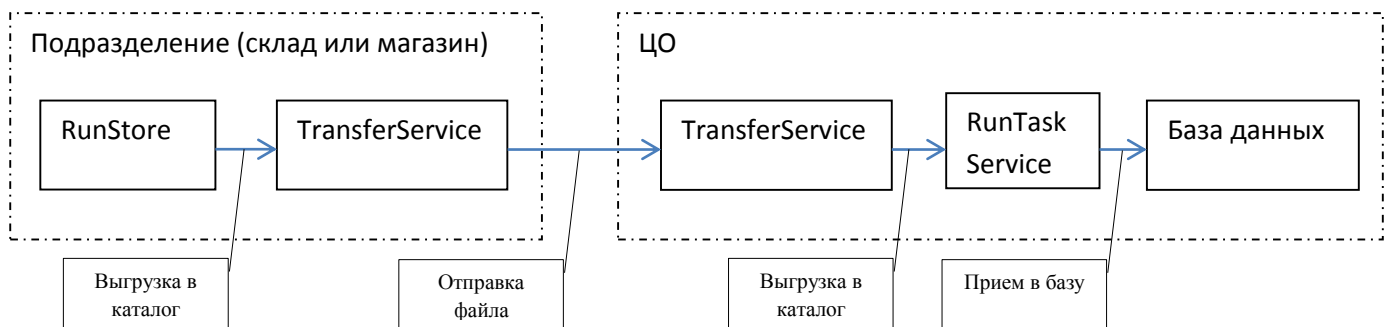 Подразделение (склад или магазин)
ЦО
RunStore
TransferService
TransferService
RunTask
Service
База данных
Выгрузка в
каталог
Отправка
файла
Выгрузка в
каталог
Прием в базу